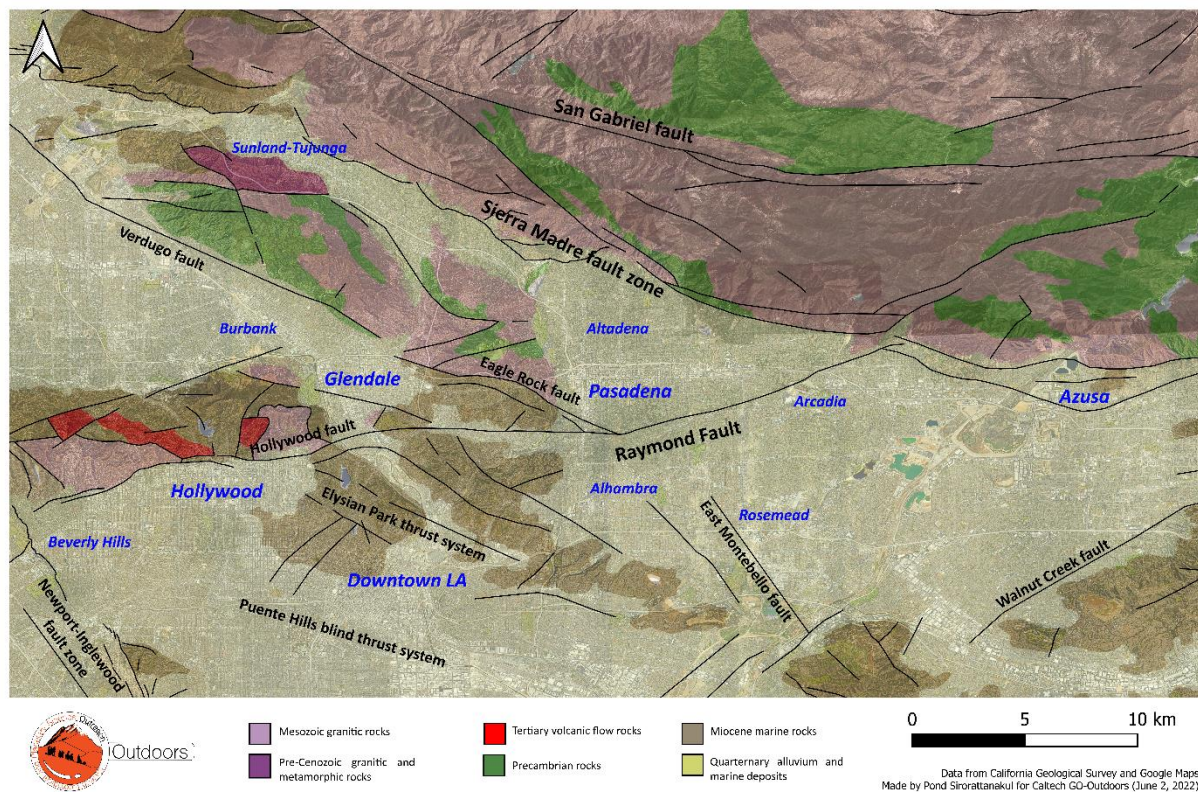 San Gabriel fault
Sunland-Tujunga
Sierra Madre fault zone
Verdugo fault
Burbank
Altadena
Glendale
Eagle Rock fault
Pasadena
Arcadia
Azusa
Hollywood fault
Raymond Fault
Hollywood
Alhambra
Elysian Park thrust system
East Montebello fault
Rosemead
Beverly Hills
Downtown LA
Walnut Creek fault
Newport-Inglewood
fault zone
Puente Hills blind thrust system
Outdoors
Mesozoic granitic rocks
Pre-Cenozoic granitic and
metamorphic rocks
Tertiary volcanic flow rocks
Precambrian rocks
Miocene marine rocks
Quarternary alluvium and
marine deposits
0 5 10 km
Data from California Geological Survey and Google Maps
Made by Pond Sirorattanakul for Caltech GO-Outdoors (June 2, 2022)